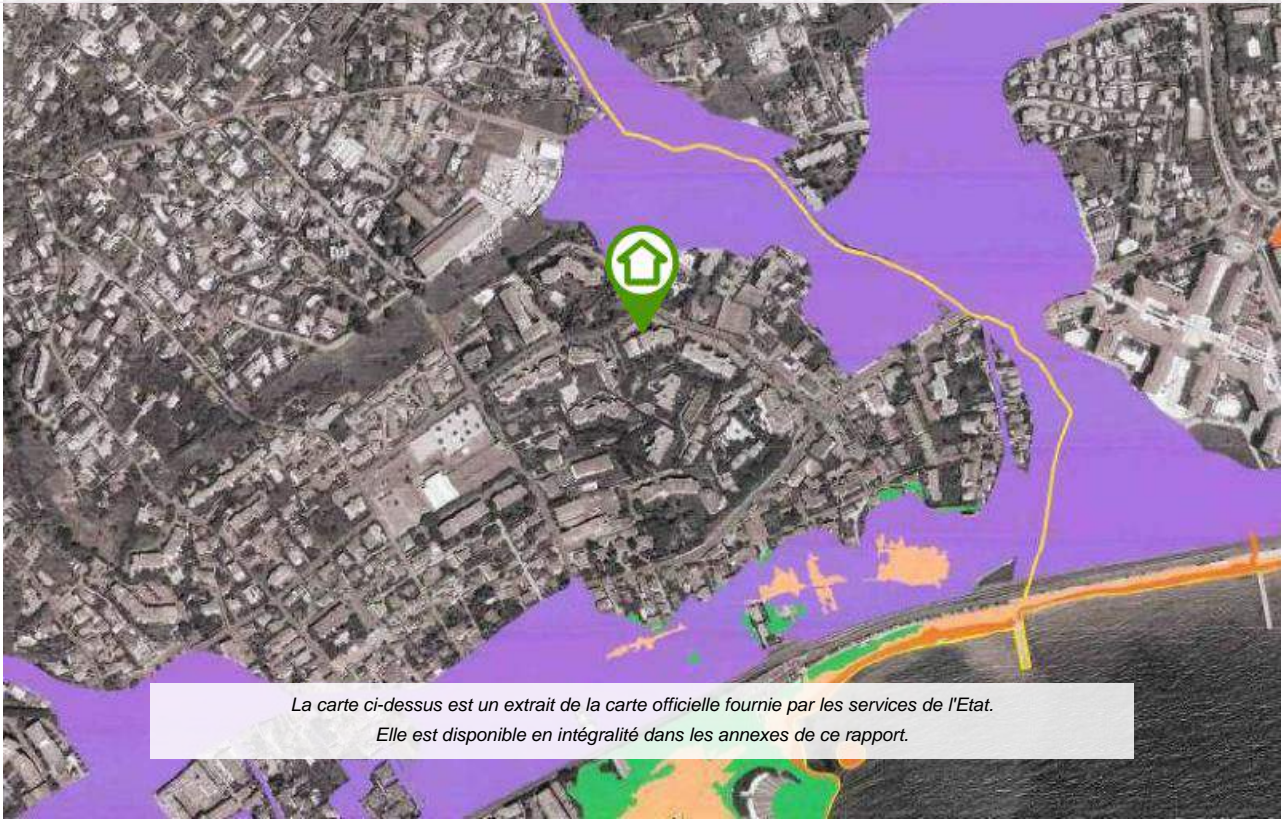 La carte ci-dessus est un extrait de la carte officielle fournie par les services de l'Etat.
Elle est disponible en intégralité dans les annexes de ce rapport.